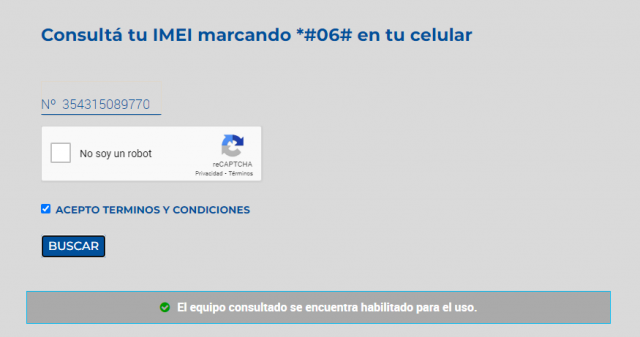 Consultá tu IMEI marcando *#06# en tu celular
Nº 354315089770
No soy un robot
reCAPTCHA
Privacidad - Términos
ACEPTO TERMINOS Y CONDICIONES
BUSCAR
El equipo consultado se encuentra habilitado para el uso.